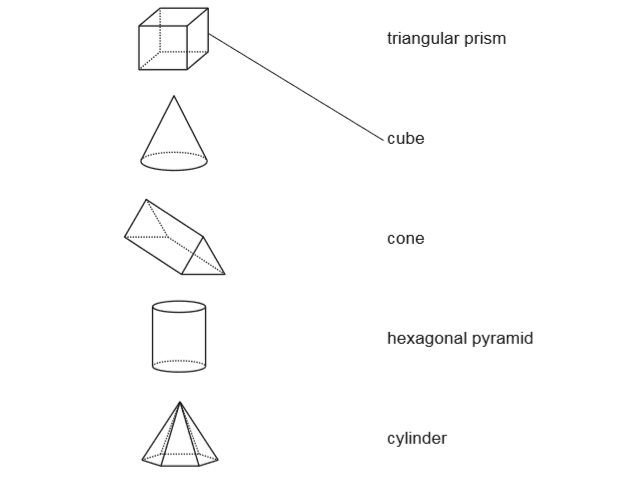 triangular prism
cube
cone
hexagonal pyramid
cylinder